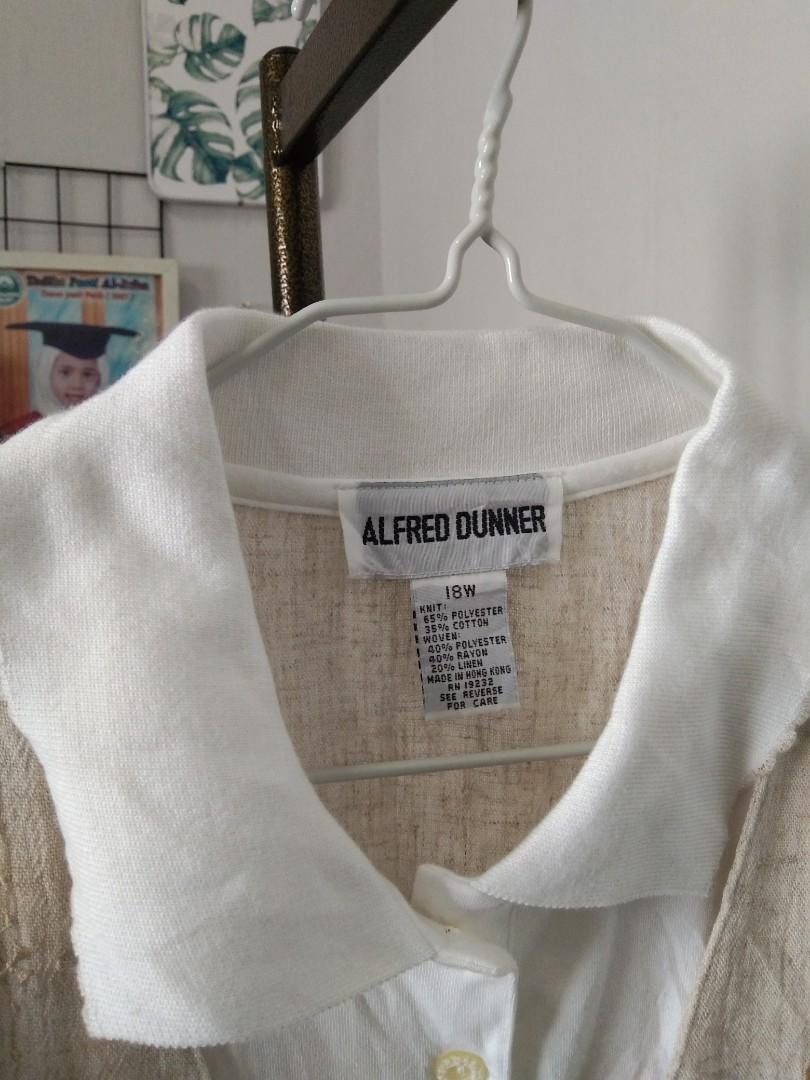 ALFRED DUNNER
18W
KNIT:
65% POLYESTER
35% COTTON
WOVEN:
40% POLYESTER
40% RAYON
20% LINEN
MADE IN HONG KONG
RN 19232
SEE REVERSE
FOR CARE